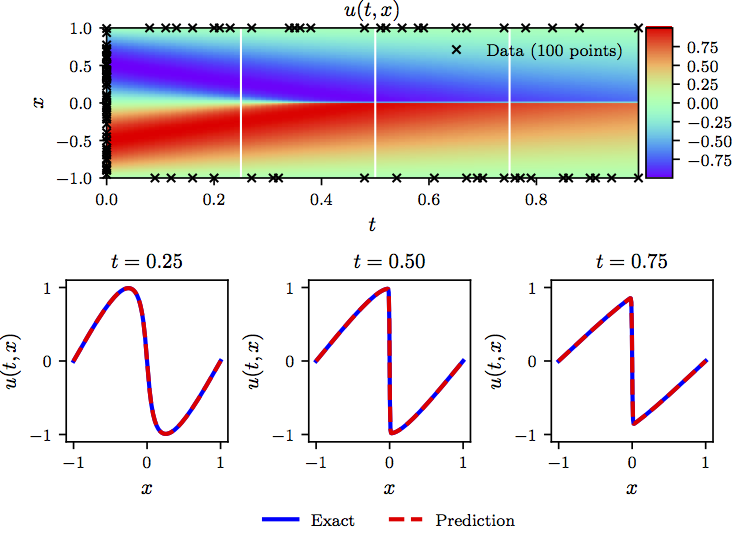 u(t, x)
1.0
0.5
0.0
−0.5
−1.0
x
× Data (100 points)
0.75
0.50
0.25
0.00
−0.25
−0.50
−0.75
0.0 0.2 0.4 0.6 0.8
t
t = 0.25 t = 0.50 t = 0.75
u(t, x) u(t, x) u(t, x)
1 1 1
0 0 0
−1 −1 −1
−1 0 1 −1 0 1 −1 0 1
x x x
Exact Prediction